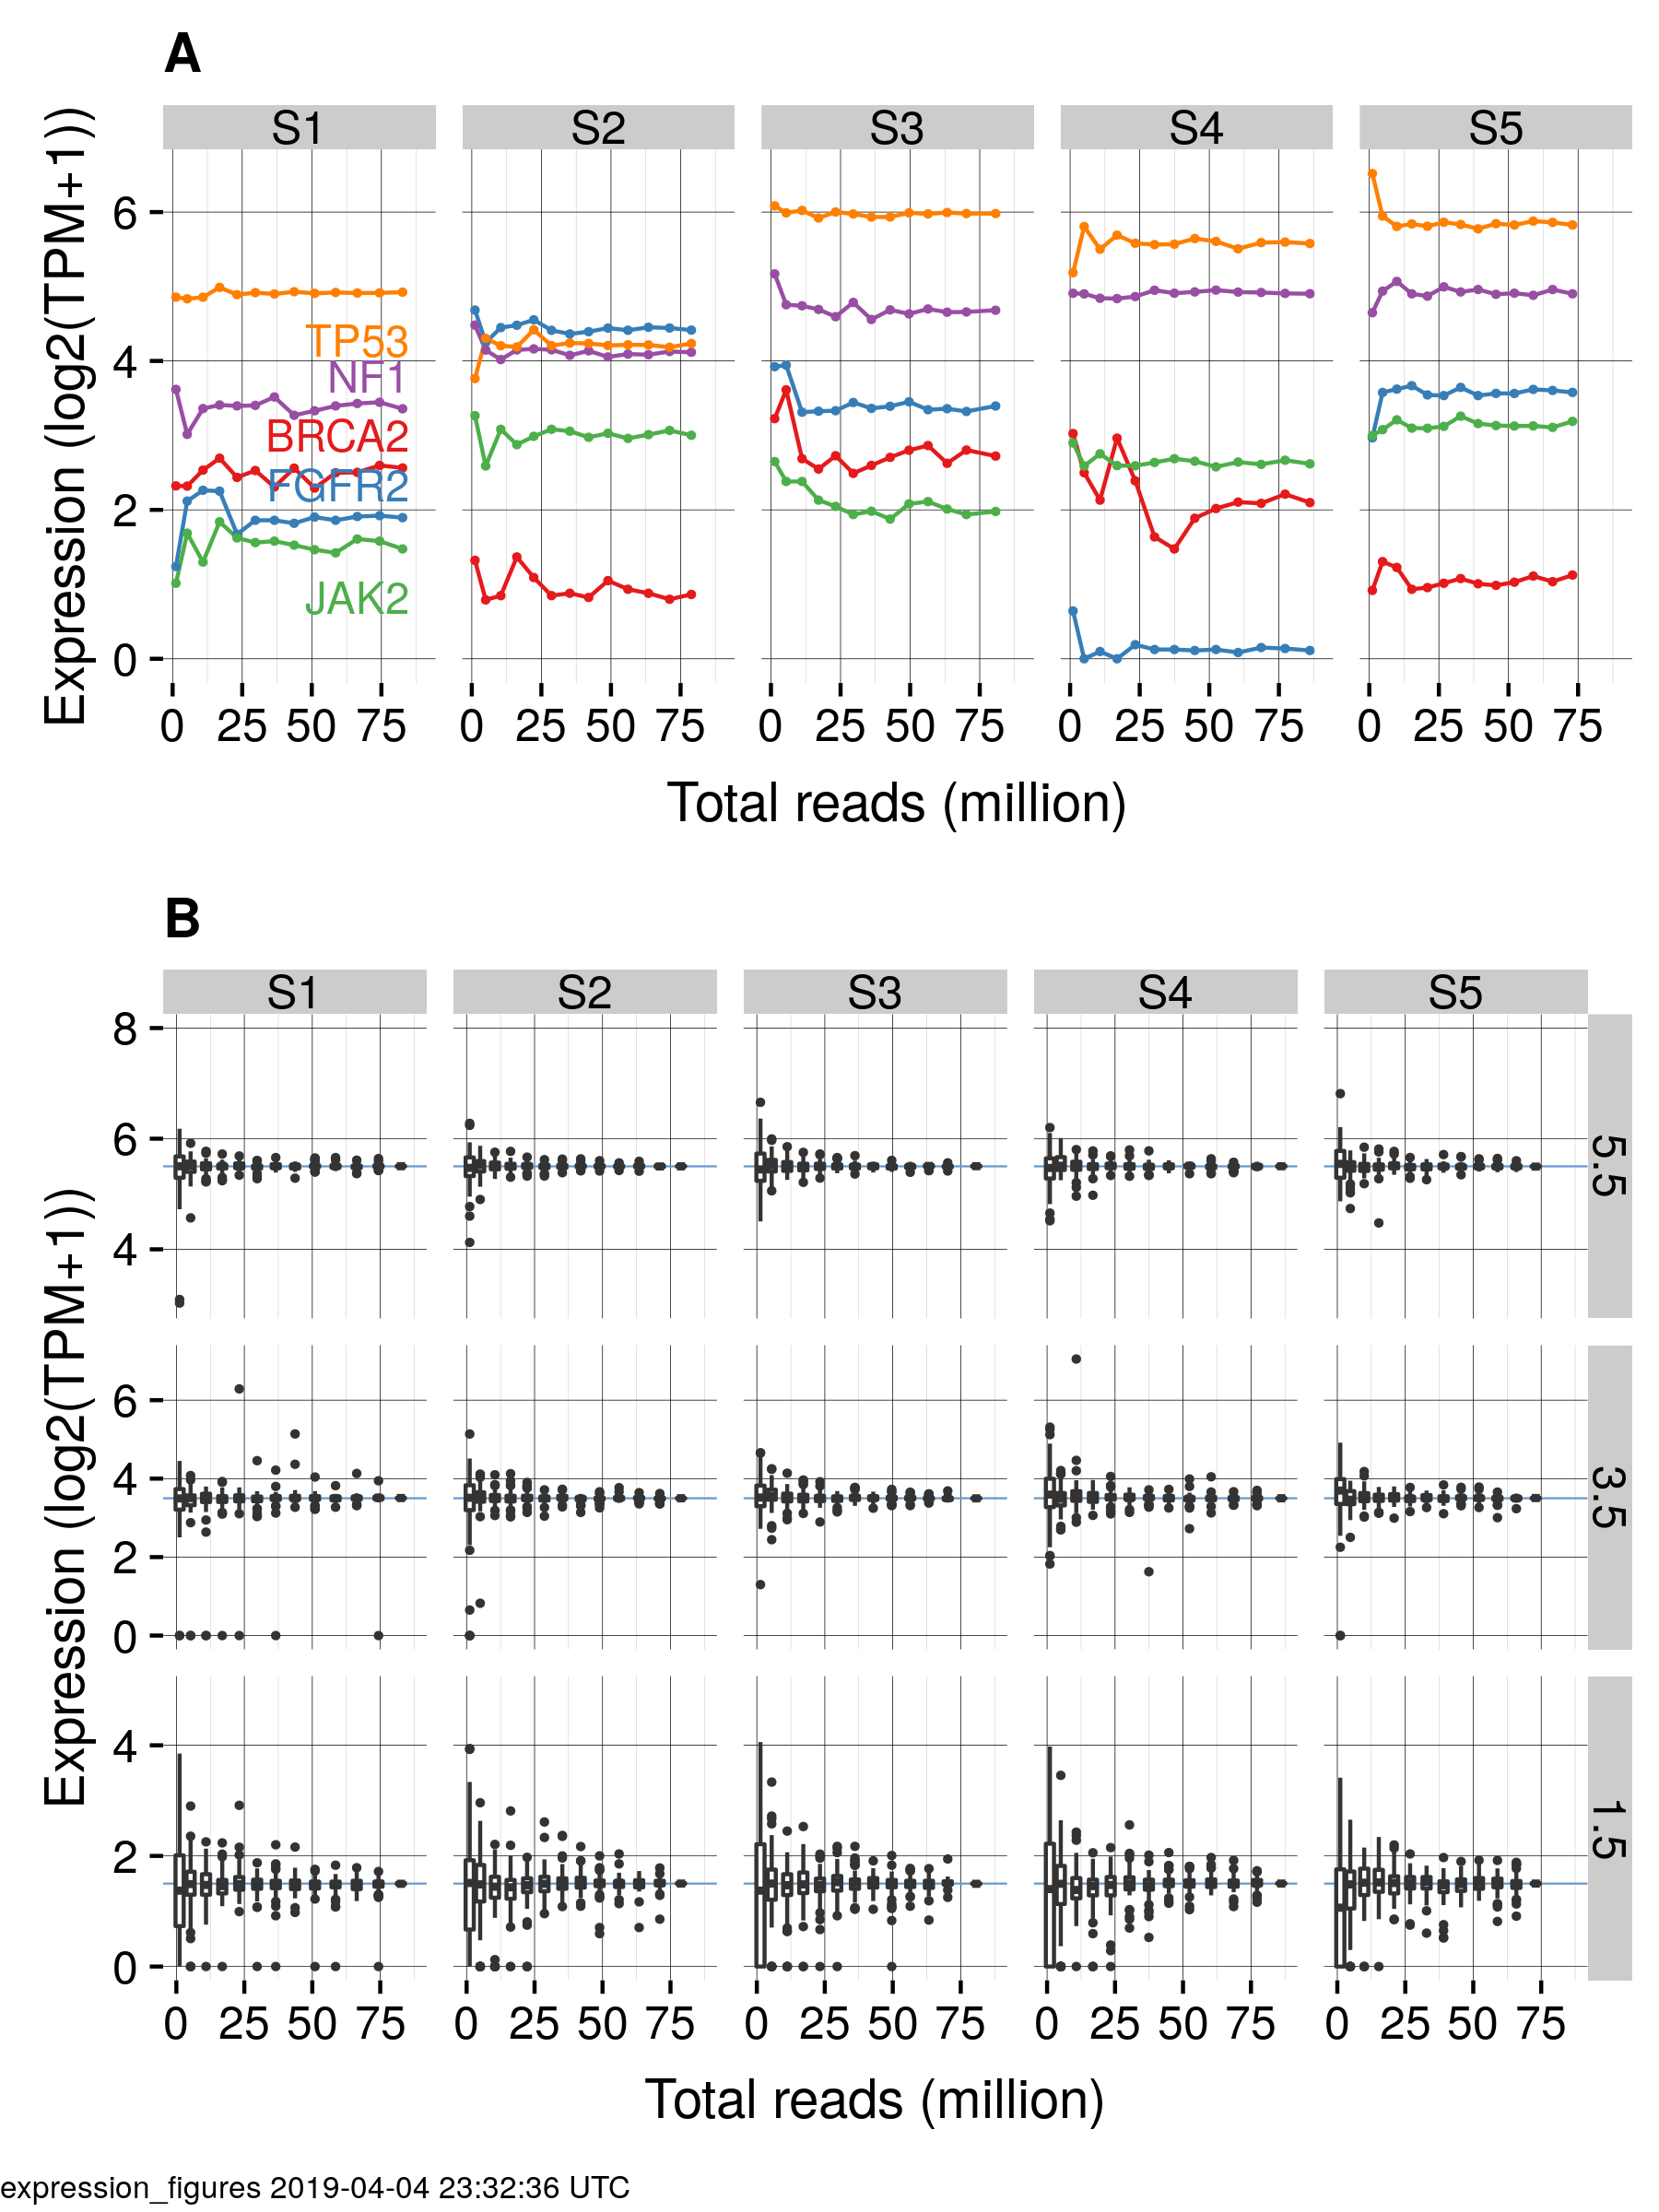 A
S1 S2 S3 S4 S5
Expression (log2(TPM+1))
6
4
2
0
TP53
NF1
BRCA2
FGFR2
JAK2
0 25 50 75 0 25 50 75 0 25 50 75 0 25 50 75 0 25 50 75
Total reads (million)
B
S1 S2 S3 S4 S5
Expression (log2(TPM+1))
8
6
4
5.5
6
4
2
0
3.5
4
2
0
1.5
0 25 50 75 0 25 50 75 0 25 50 75 0 25 50 75 0 25 50 75
Total reads (million)
expression_figures 2019-04-04 23:32:36 UTC